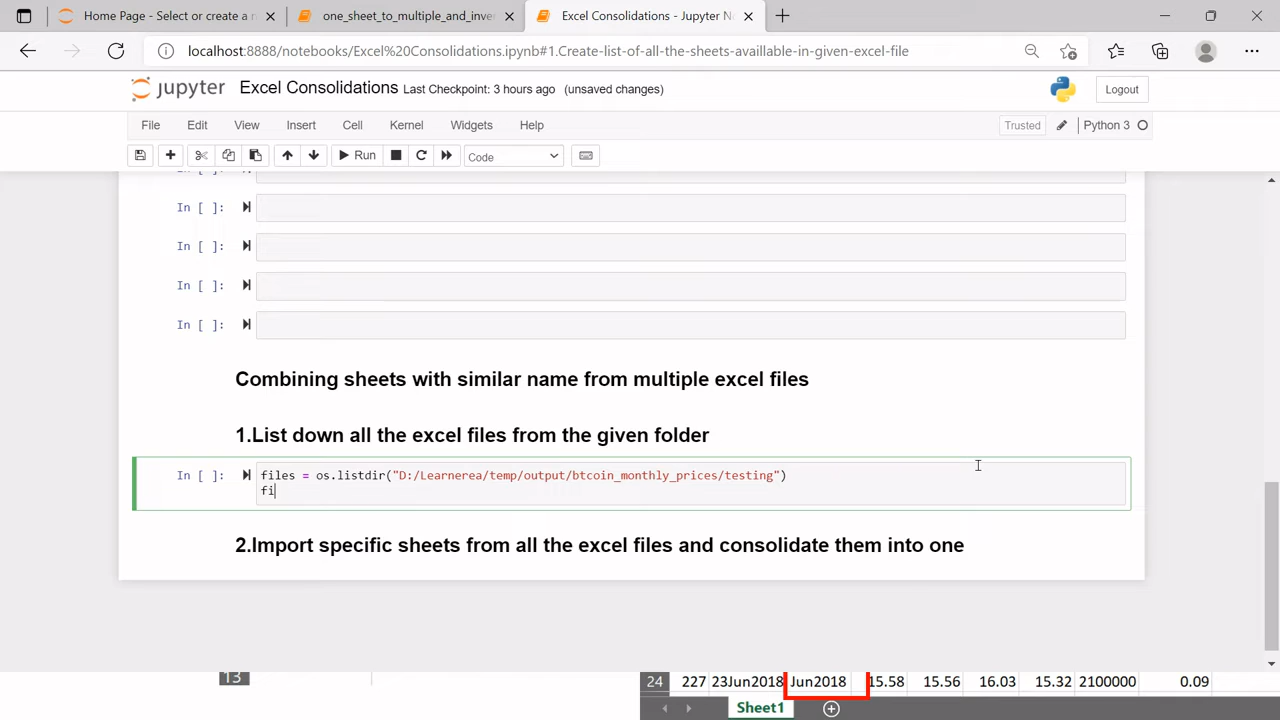 Home Page - Select or create a n
one_sheet_to_multiple_and_inver
Excel Consolidations - Jupyter N
localhost:8888/notebooks/Excel%20Consolidations.ipynb#1.Create-list-of-all-the-sheets-availlable-in-given-excel-file
jupyter Excel Consolidations Last Checkpoint: 3 hours ago (unsaved changes)
Logout
File Edit View Insert Cell Kernel Widgets Help
Trusted
Python 3
Run
Code
In [ ]:
In [ ]:
In [ ]:
In [ ]:
Combining sheets with similar name from multiple excel files
1.List down all the excel files from the given folder
In [ ]: files = os.listdir("D:/Learnerea/temp/output/btcoin_monthly_prices/testing")
fi
2.Import specific sheets from all the excel files and consolidate them into one
13
24 227 23Jun2018 Jun2018 15.58 15.56 16.03 15.32 2100000 0.09
Sheet1